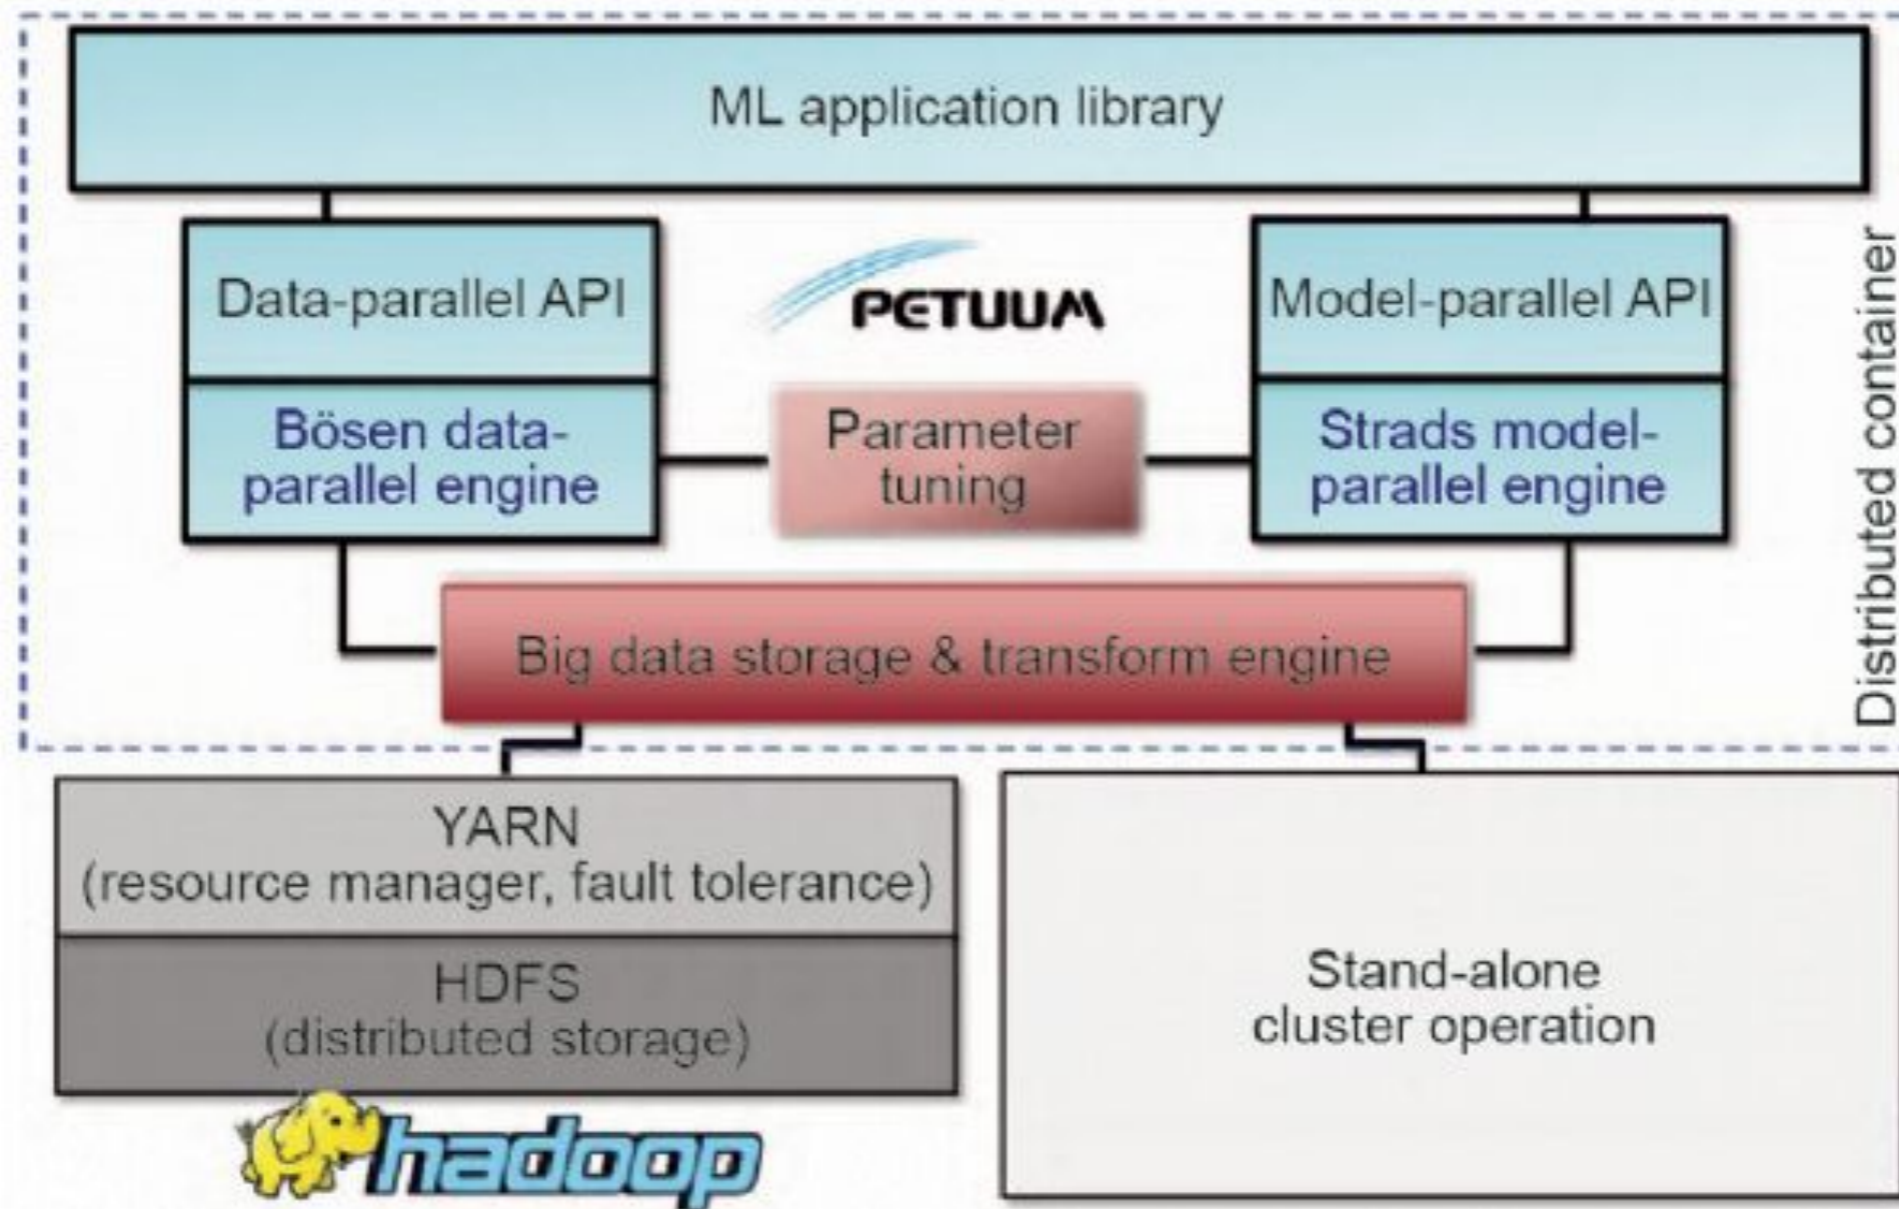 ML application library
Data-parallel API
PETUUM
Model-parallel API
Bösen data-
parallel engine
Parameter
tuning
Strads model-
parallel engine
Distributed container
Big data storage & transform engine
YARN
(resource manager, fault tolerance)
HDFS
(distributed storage)
Stand-alone
cluster operation
hadoop